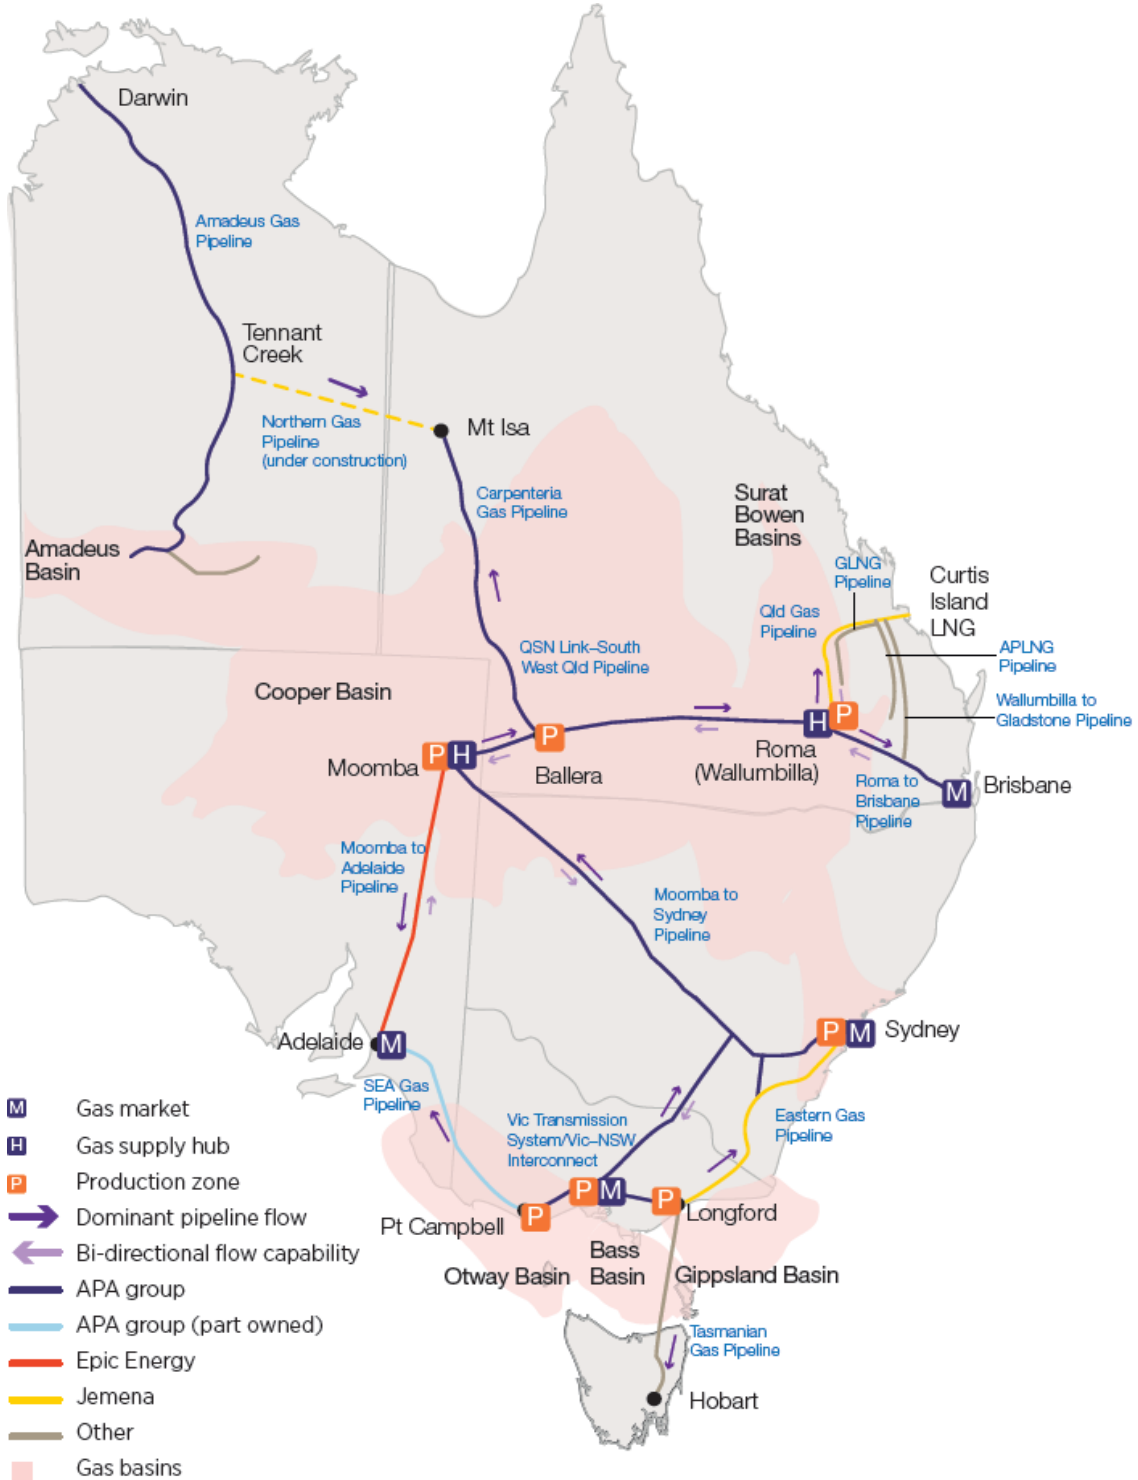 Darwin
Amadeus Gas
Pipeline
Tennant
Creek
Northern Gas
Pipeline
(under construction)
Mt Isa
Carpenteria
Gas Pipeline
Surat
Bowen
Basins
Amadeus
Basin
GLNG
Pipeline
Curtis
Island
LNG
Qld Gas
Pipeline
APLNG
Pipeline
QSN Link–South
West Qld Pipeline
Cooper Basin
Wallumbilla to
Gladstone Pipeline
P
H
P
H
P
Moomba
Ballera
Roma
(Wallumbilla)
Roma to
Brisbane
Pipeline
M
Brisbane
Moomba to
Adelaide
Pipeline
Moomba to
Sydney
Pipeline
Adelaide
M
P
M
Sydney
SEA Gas
Pipeline
Vic Transmission
System/Vic–NSW
Interconnect
Eastern Gas
Pipeline
P
M
P
P
Pt Campbell
Longford
Otway Basin
Bass
Basin
Gippsland Basin
Tasmanian
Gas Pipeline
Hobart
M Gas market
H Gas supply hub
P Production zone
Dominant pipeline flow
Bi-directional flow capability
APA group
APA group (part owned)
Epic Energy
Jemena
Other
Gas basins